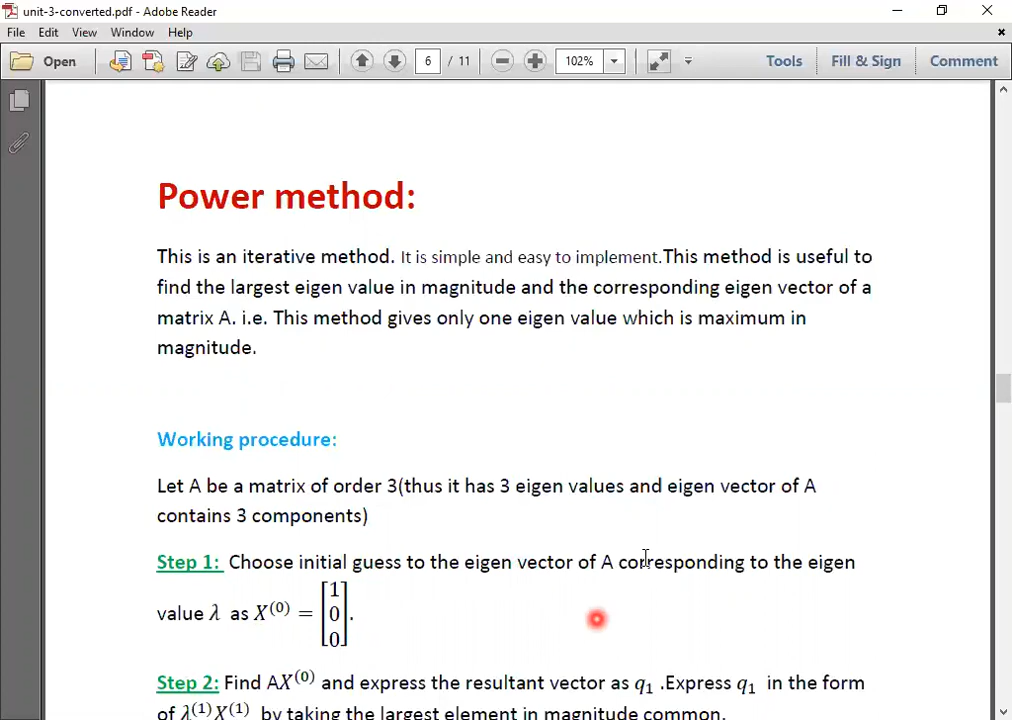 unit-3-converted.pdf - Adobe Reader
File Edit View Window Help
Open 6 / 11 102% Tools Fill & Sign Comment
Power method:
This is an iterative method. It is simple and easy to implement.This method is useful to
find the largest eigen value in magnitude and the corresponding eigen vector of a
matrix A. i.e. This method gives only one eigen value which is maximum in
magnitude.
Working procedure:
Let A be a matrix of order 3(thus it has 3 eigen values and eigen vector of A
contains 3 components)
Step 1: Choose initial guess to the eigen vector of A corresponding to the eigen
value λ as X⁽⁰⁾ = [1 0 0].
Step 2: Find AX⁽⁰⁾ and express the resultant vector as q₁ .Express q₁ in the form
of λ⁽¹⁾X⁽¹⁾ by taking the largest element in magnitude common.